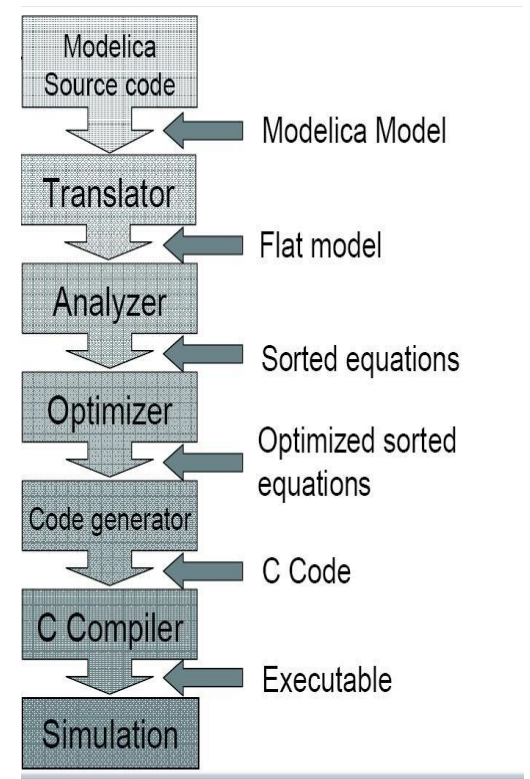 Modelica
Source code
Modelica Model
Translator
Flat model
Analyzer
Sorted equations
Optimizer
Optimized sorted
equations
Code generator
C Code
C Compiler
Executable
Simulation